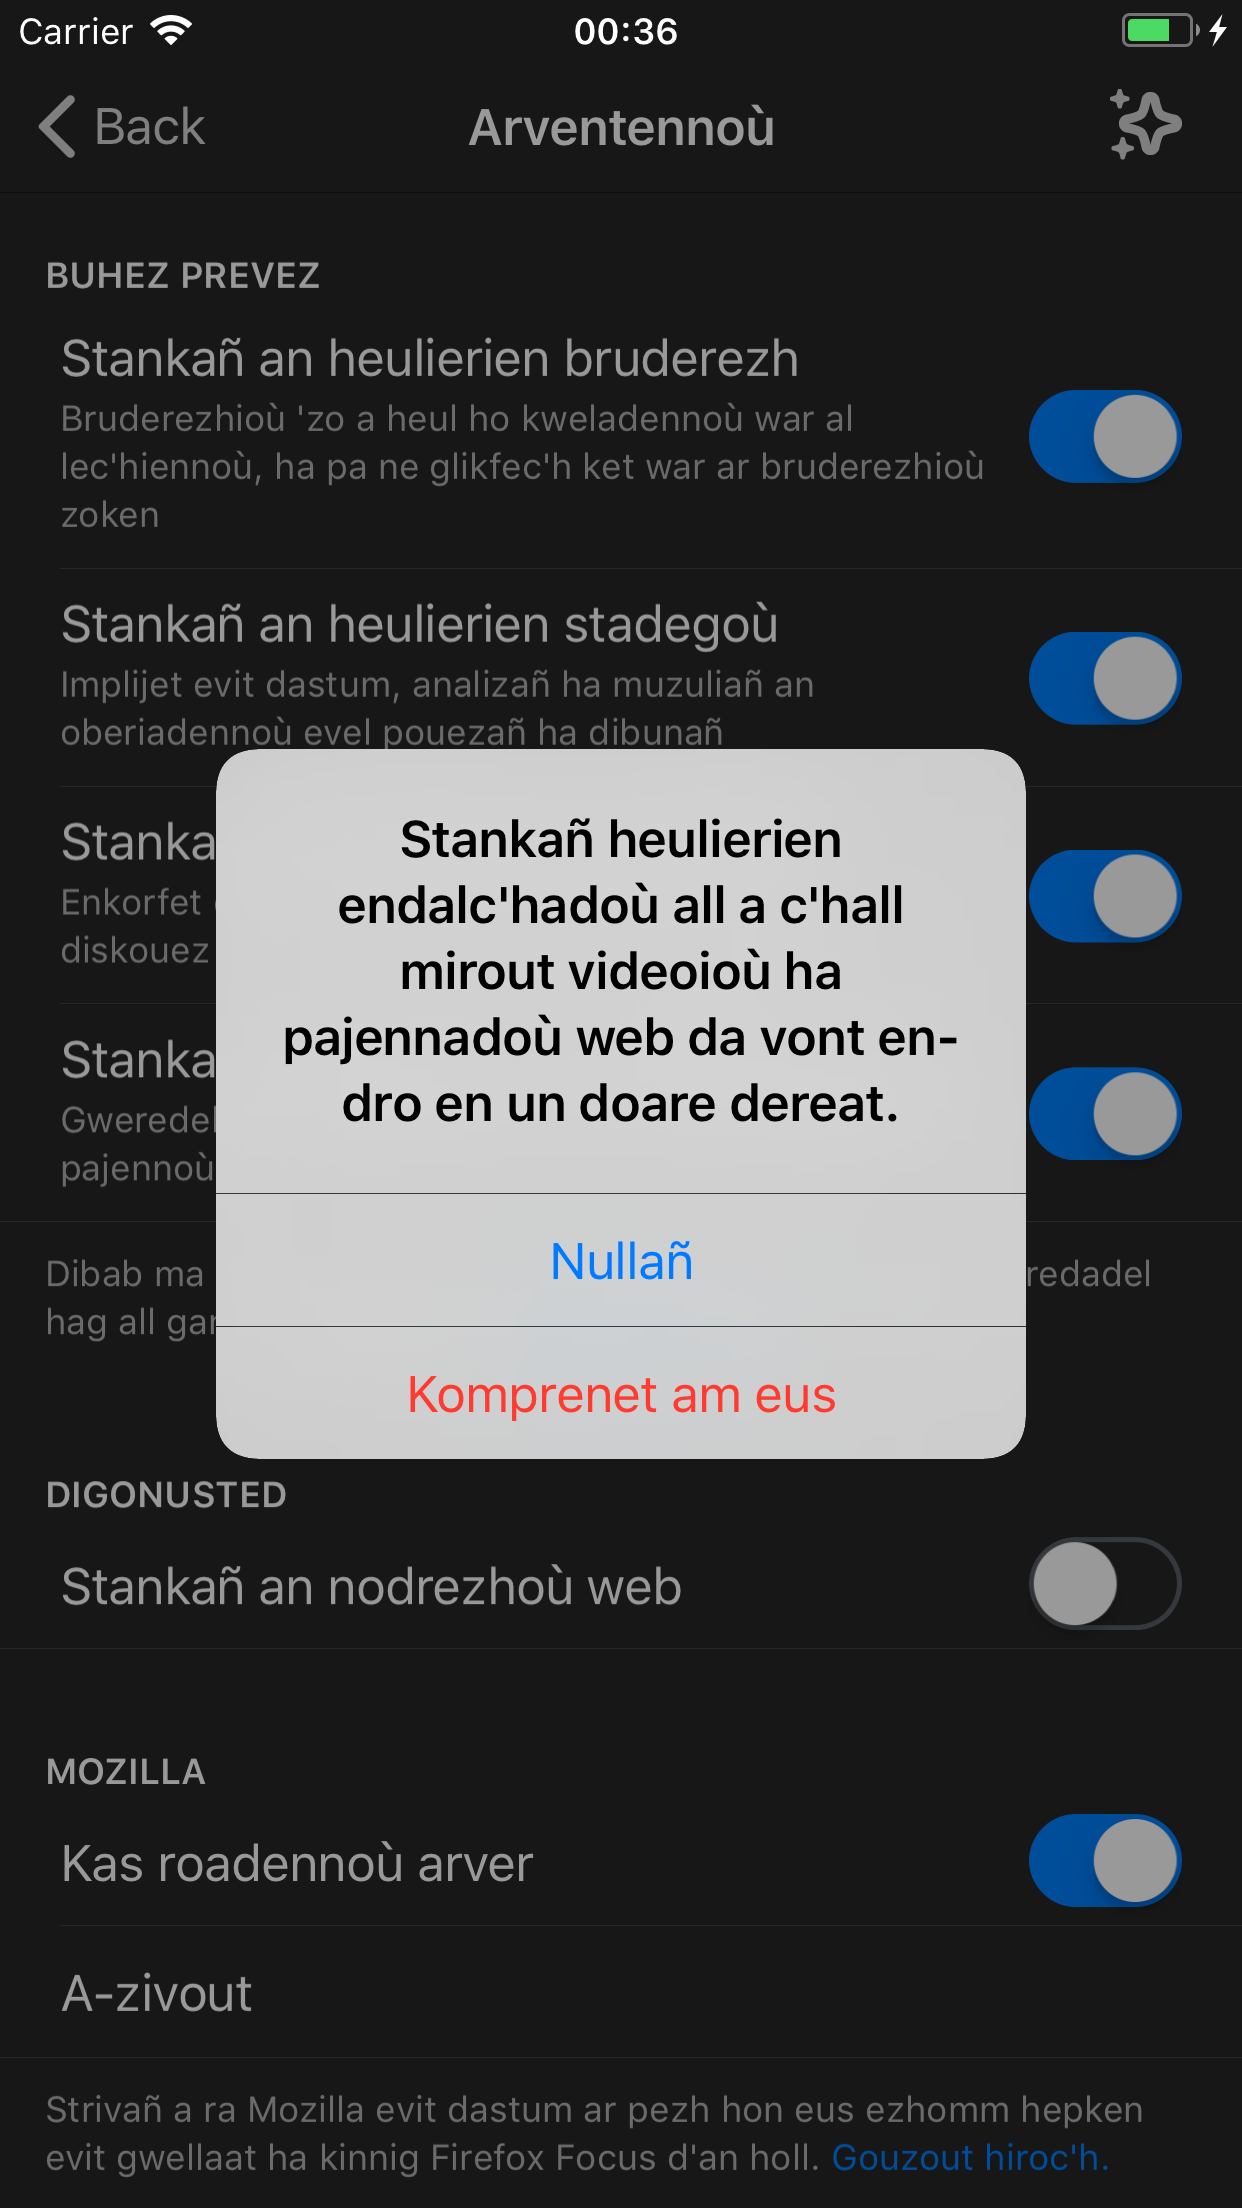 Carrier
00:36
Back
Arventennoù
BUHEZ PREVEZ
Stankañ an heulierien bruderezh
Bruderezhioù 'zo a heul ho kweladennoù war al
lec'hiennoù, ha pa ne glikfec'h ket war ar bruderezhioù
zoken
Stankañ an heulierien stadegoù
Implijet evit dastum, analizañ ha muzuliañ an
oberiadennoù evel pouezañ ha dibunañ
Enkorfet
diskouez
pajennoù
Stankañ heulierien
endalc'hadoù all a c'hall
mirout videoioù ha
pajennadoù web da vont en-
dro en un doare dereat.
Nullañ
Komprenet am eus
Dibab ma
hag all
DIGONUSTED
Stankañ an nodrezhoù web
MOZILLA
Kas roadennoù arver
A-zivout
Strivañ a ra Mozilla evit dastum ar pezh hon eus ezhomm hepken
evit gwellaat ha kinnig Firefox Focus d'an holl. Gouzout hiroc'h.